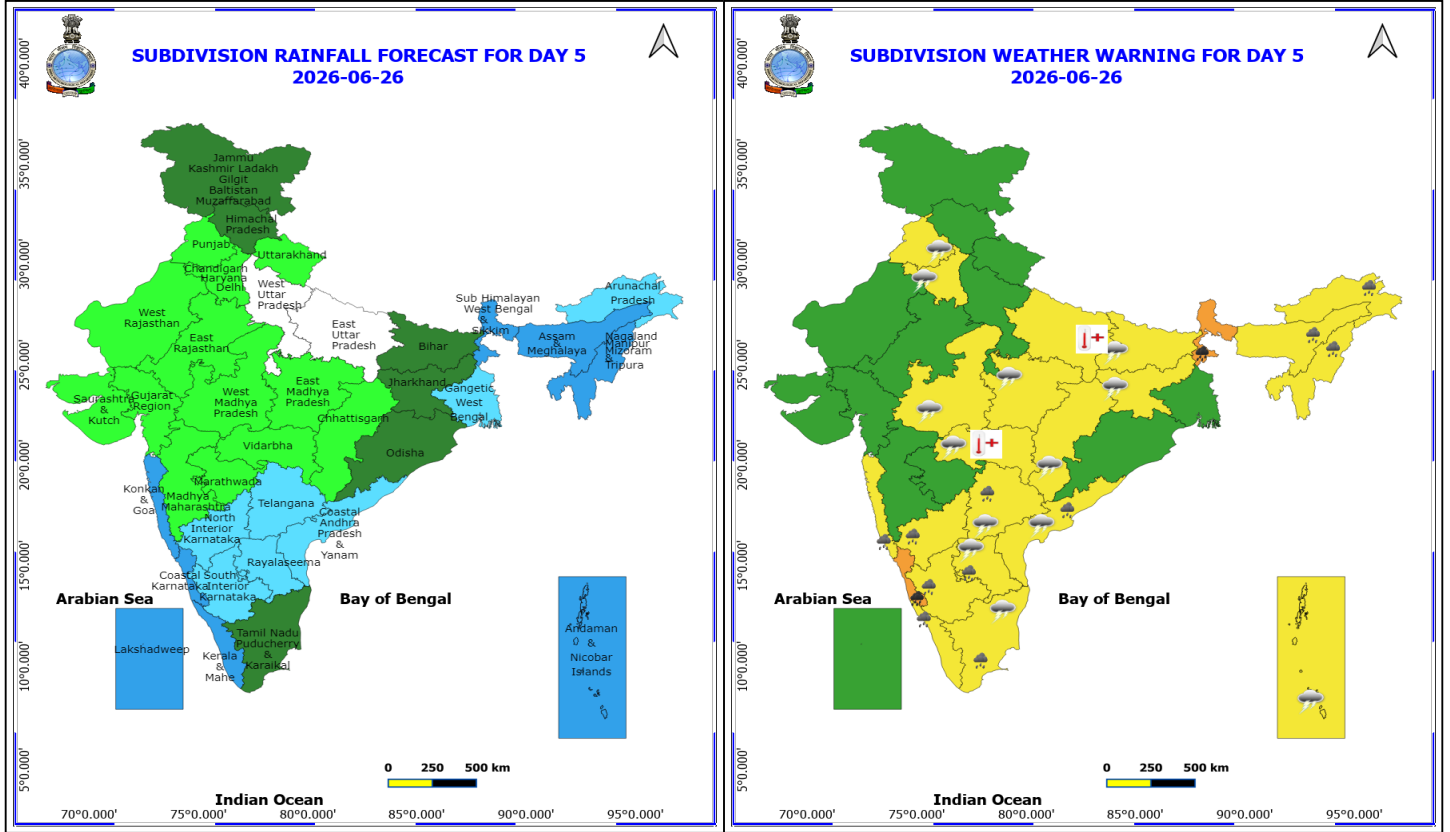 SUBDIVISION RAINFALL FORECAST FOR DAY 5
2026-06-26
40°0.000'
35°0.000'
30°0.000'
25°0.000'
20°0.000'
15°0.000'
10°0.000'
5°0.000'
Jammu
Kashmir Ladakh
Gilgit
Baltistan
Muzaffarabad
Himachal
Pradesh
Punjab
Uttarakhand
Chandigarh
Haryana
Delhi
West
Uttar
Pradesh
West
Rajasthan
East
Rajasthan
East
Uttar
Pradesh
Sub Himalayan
West Bengal
&
Sikkim
Arunachal
Pradesh
Assam
&
Meghalaya
Nagaland
Manipur
Mizoram
&
Tripura
Bihar
Jharkhand
Gangetic
West
Bengal
Saurashtra
&
Kutch
Gujarat
Region
West
Madhya
Pradesh
East
Madhya
Pradesh
Chhattisgarh
Vidarbha
Odisha
Konkan
&
Goa
Madhya
Maharashtra
Marathwada
Telangana
North
Interior
Karnataka
Coastal
Andhra
Pradesh
&
Yanam
Rayalaseema
Coastal
Karnataka
South
Interior
Karnataka
Arabian Sea
Bay of Bengal
Lakshadweep
Kerala
&
Mahe
Tamil Nadu
Puducherry
&
Karaikal
Andaman
&
Nicobar
Islands
0 250 500 km
Indian Ocean
70°0.000' 75°0.000' 80°0.000' 85°0.000' 90°0.000' 95°0.000'
SUBDIVISION WEATHER WARNING FOR DAY 5
2026-06-26
40°0.000'
35°0.000'
30°0.000'
25°0.000'
20°0.000'
15°0.000'
10°0.000'
5°0.000'
Arabian Sea
Bay of Bengal
0 250 500 km
Indian Ocean
70°0.000' 75°0.000' 80°0.000' 85°0.000' 90°0.000' 95°0.000'